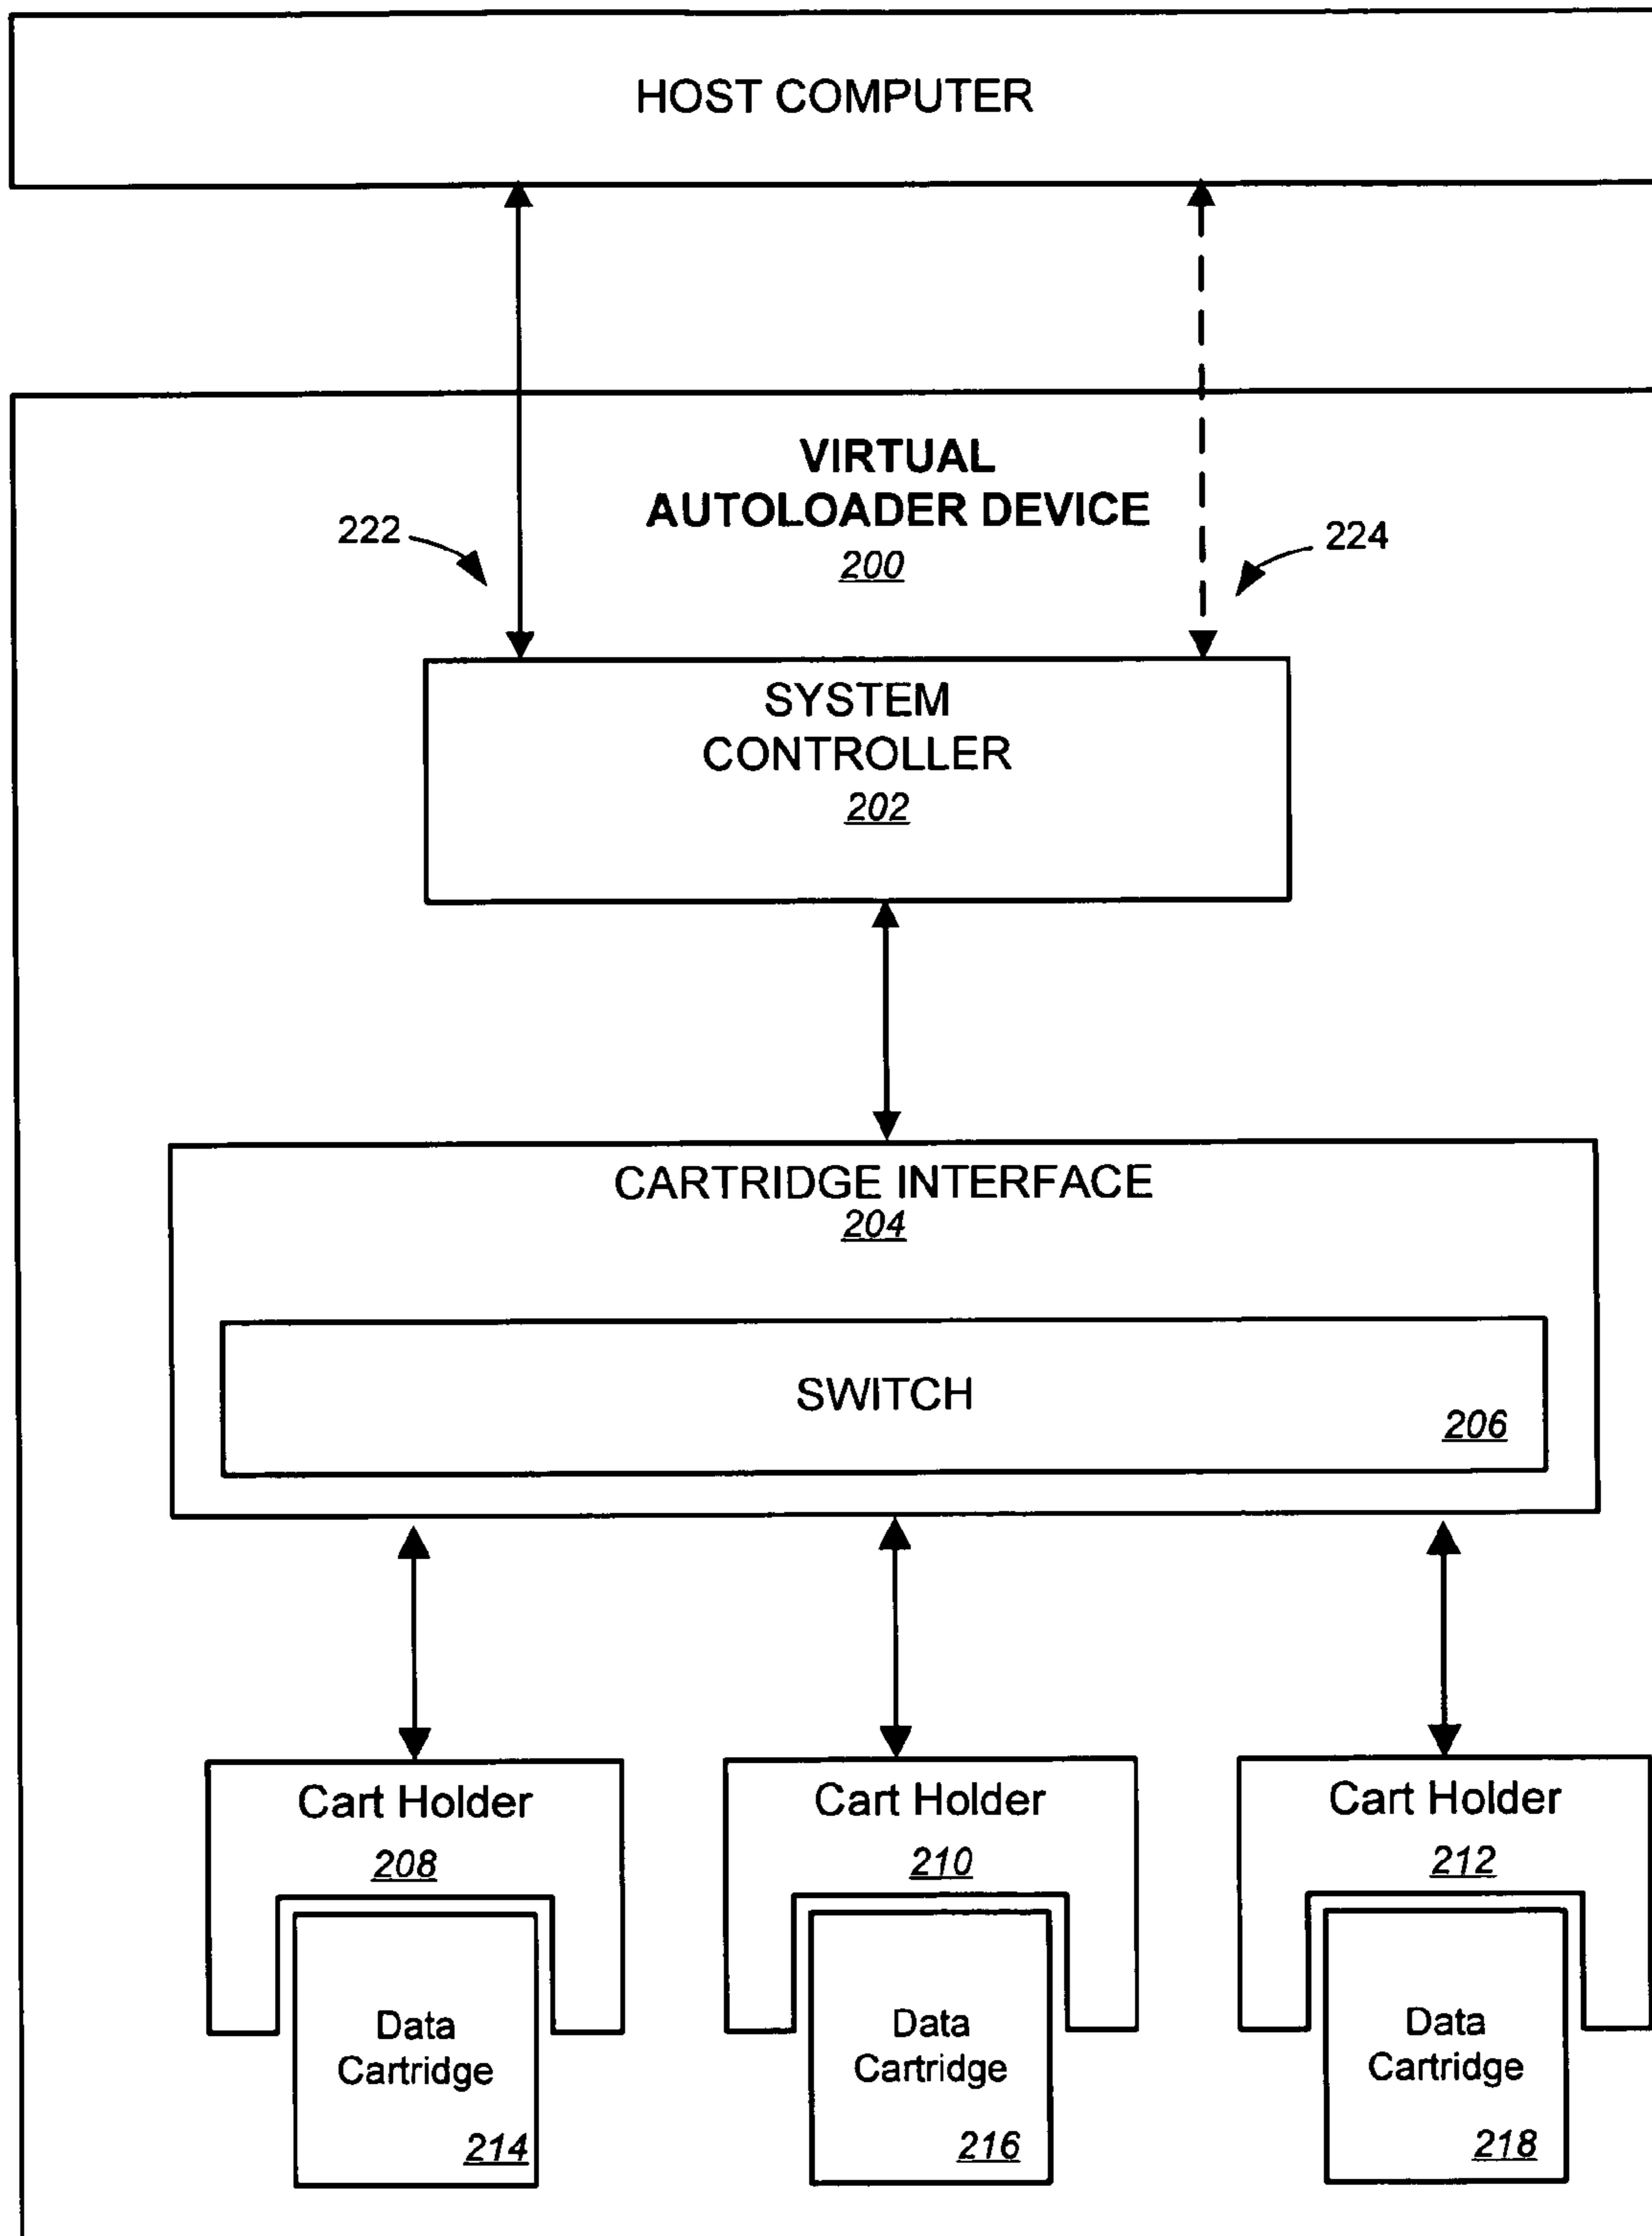 HOST COMPUTER
VIRTUAL
AUTOLOADER DEVICE
200
222
224
SYSTEM
CONTROLLER
202
CARTRIDGE INTERFACE
204
SWITCH
206
Cart Holder
208
Cart Holder
210
Cart Holder
212
Data
Cartridge
214
Data
Cartridge
216
Data
Cartridge
218